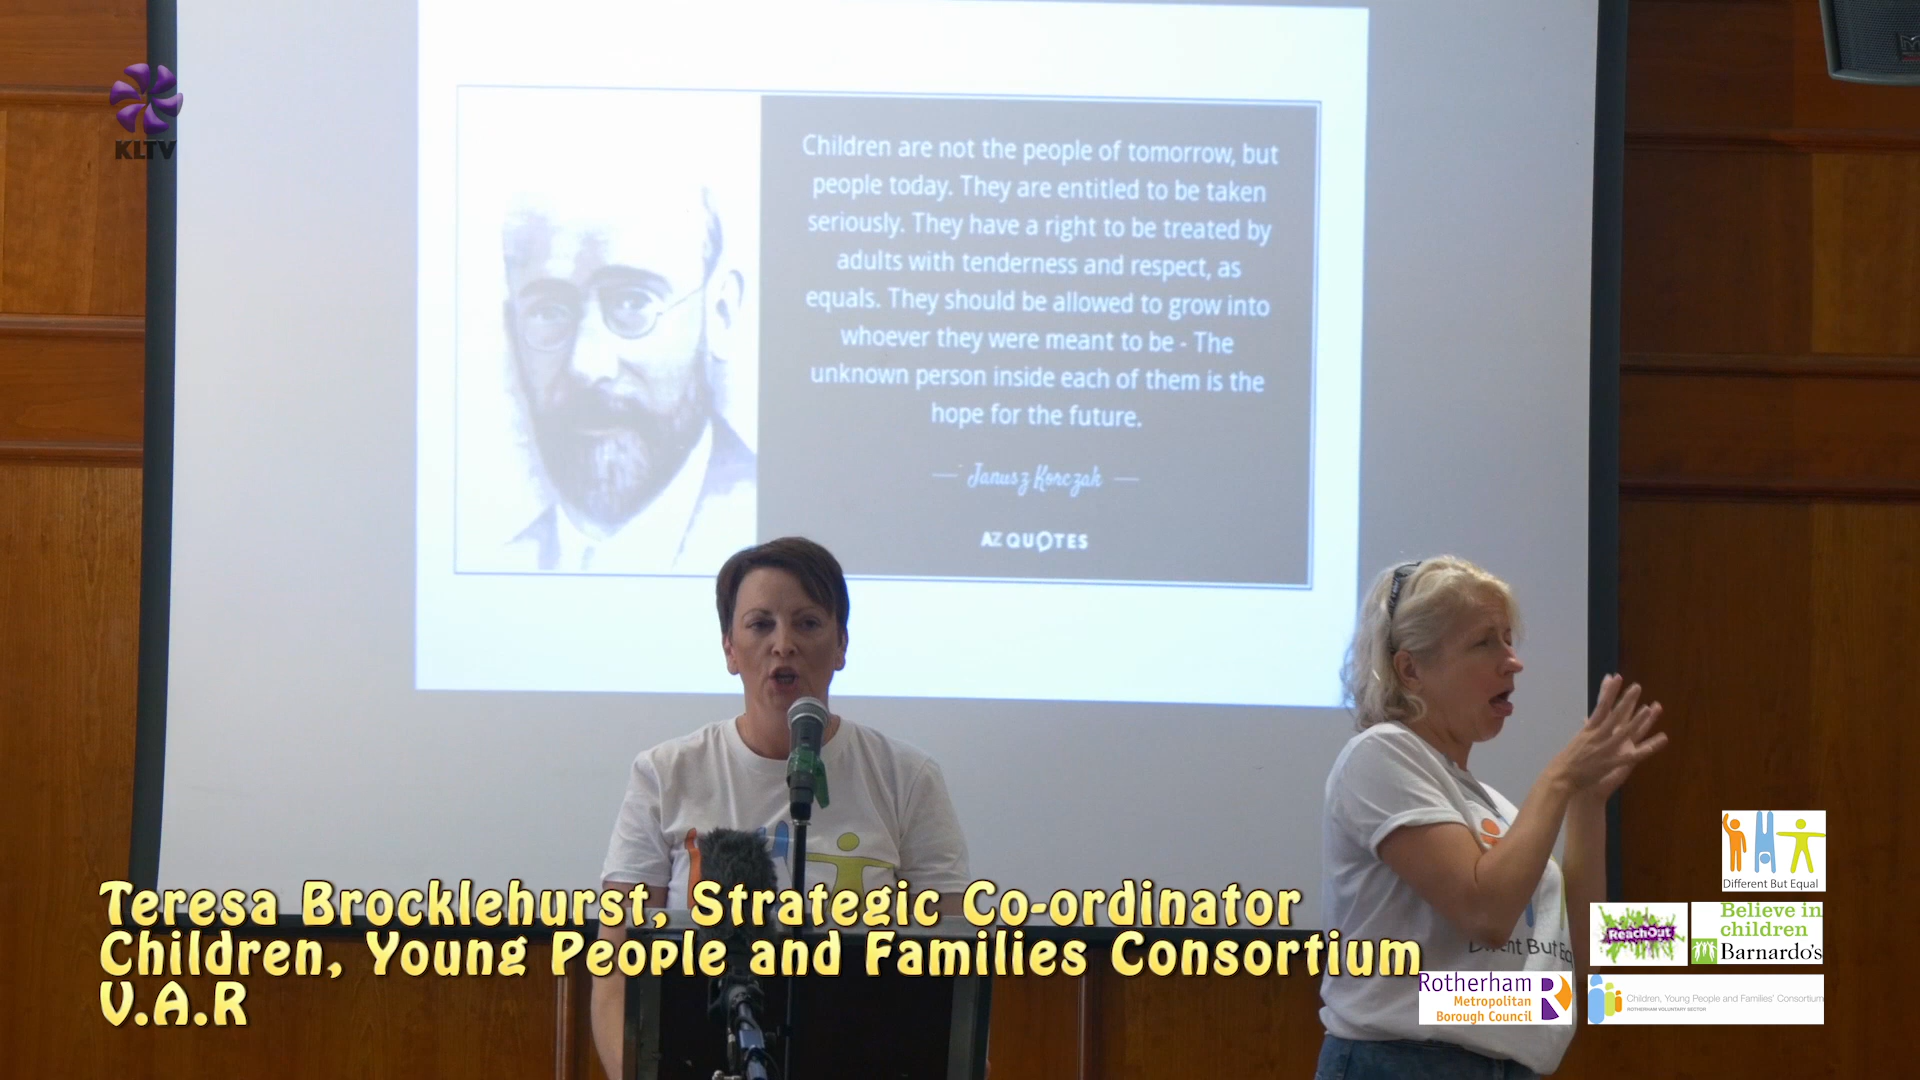 KLTV
Children are not the people of tomorrow, but
people today. They are entitled to be taken
seriously. They have a right to be treated by
adults with tenderness and respect, as
equals. They should be allowed to grow into
whoever they were meant to be - The
unknown person inside each of them is the
hope for the future.
— Janusz Korczak —
AZ QUOTES
Teresa Brocklehurst, Strategic Co-ordinator
Children, Young People and Families Consortium
V.A.R
Different But Equal
ReachOut
Believe in
children
Barnardo's
Rotherham
Metropolitan
Borough Council
Children, Young People and Families' Consortium
ROTHERHAM VOLUNTARY SECTOR